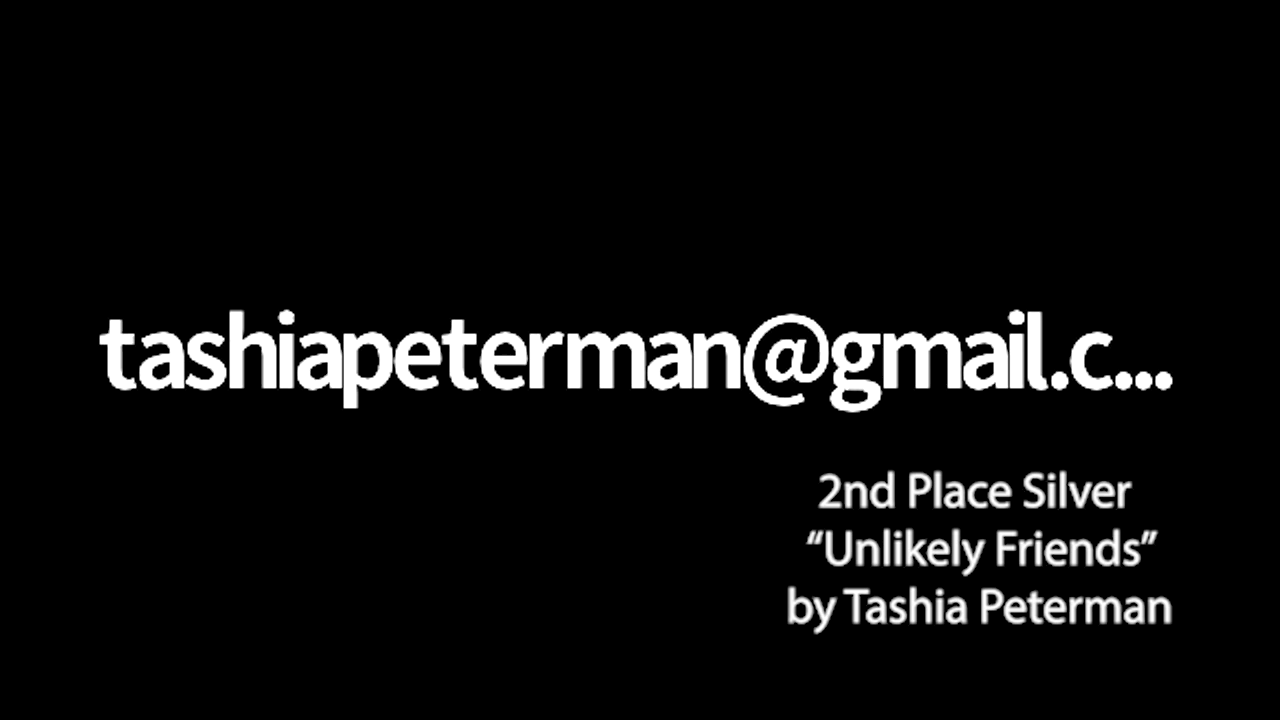 tashiapeterman@gmail.c...
2nd Place Silver
“Unlikely Friends”
by Tashia Peterman